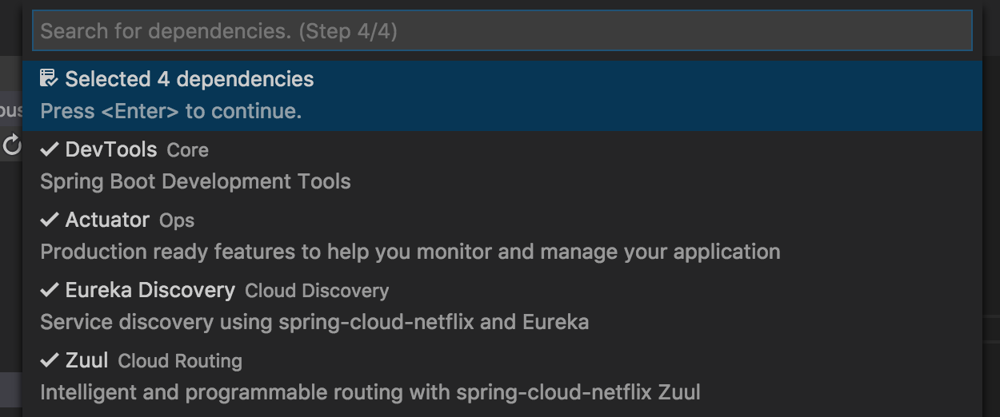 Search for dependencies. (Step 4/4)
Selected 4 dependencies
Press <Enter> to continue.
DevTools Core
Spring Boot Development Tools
Actuator Ops
Production ready features to help you monitor and manage your application
Eureka Discovery Cloud Discovery
Service discovery using spring-cloud-netflix and Eureka
Zuul Cloud Routing
Intelligent and programmable routing with spring-cloud-netflix Zuul